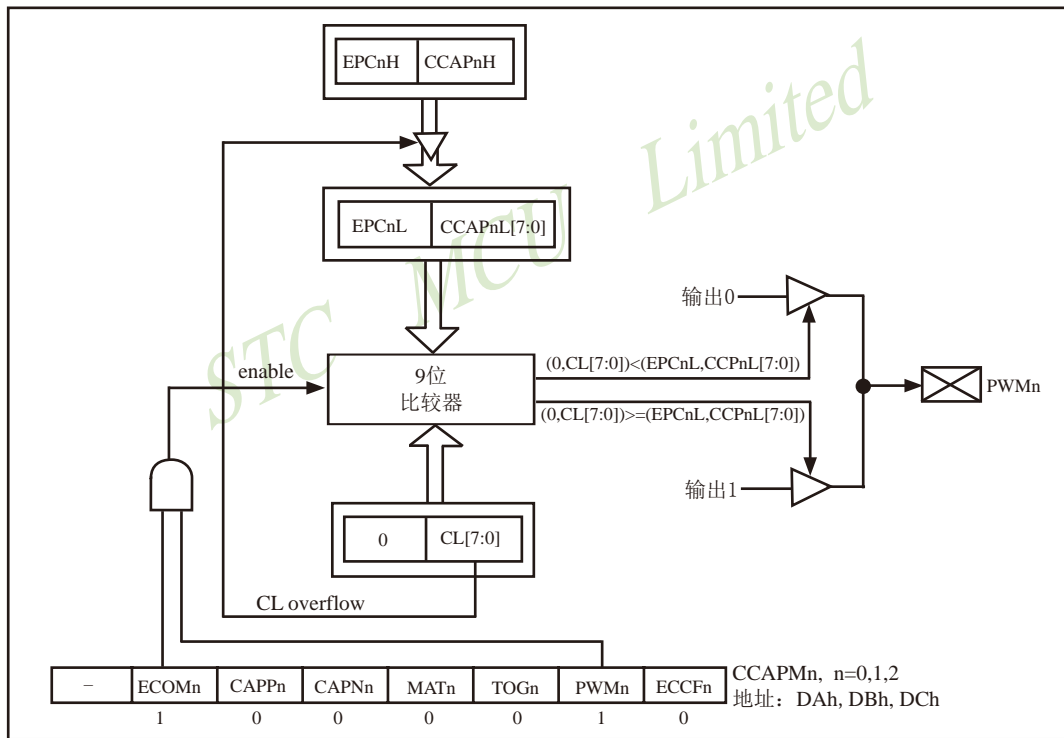 EPCnH CCAPnH
EPCnL CCAPnL[7:0]
STC MCU Limited
输出0
enable
9位
比较器
(0,CL[7:0])<(EPCnL,CCPnL[7:0])
(0,CL[7:0])>=(EPCnL,CCPnL[7:0])
PWMn
输出1
0 CL[7:0]
CL overflow
– ECOMn CAPPn CAPNn MATn TOGn PWMn ECCFn
CCAPMn, n=0,1,2
地址：DAh, DBh, DCh
1 0 0 0 0 1 0